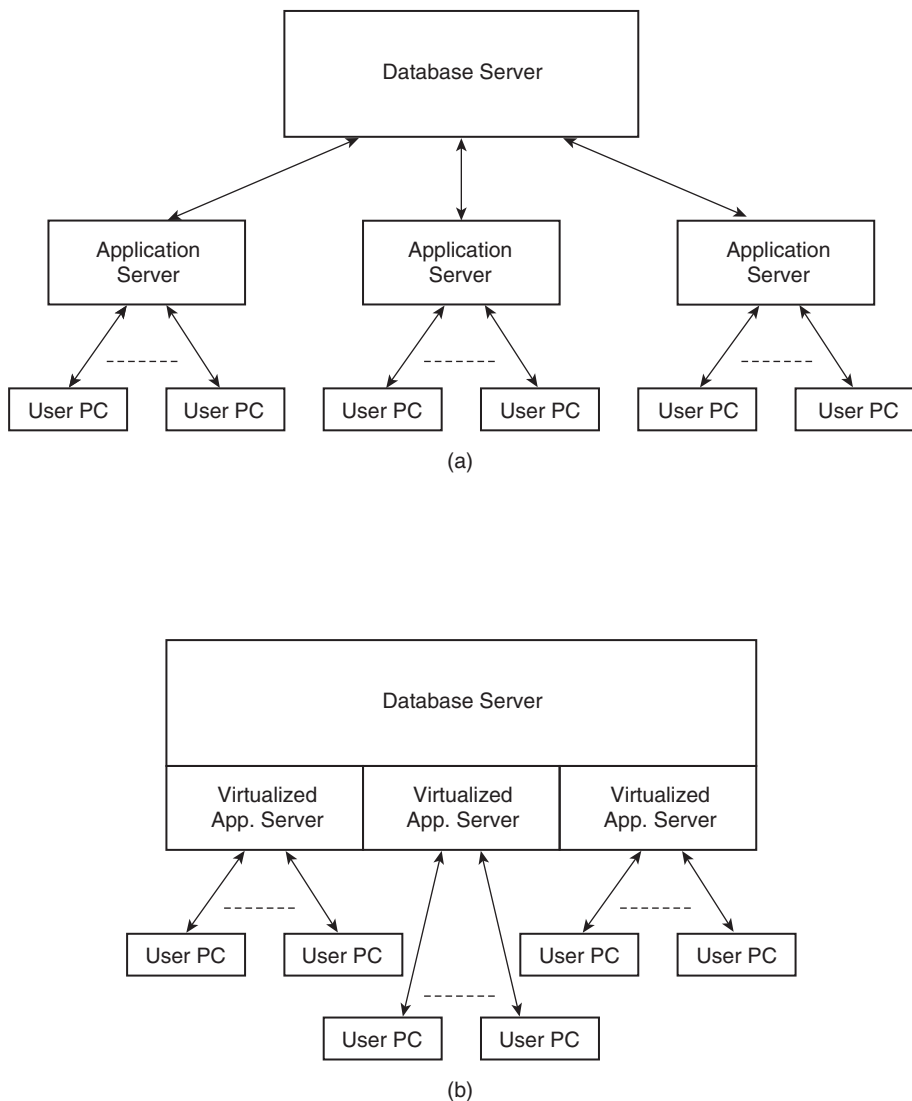 Database Server
Application
Server
Application
Server
Application
Server
User PC
User PC
User PC
User PC
User PC
User PC
(a)
Database Server
Virtualized
App. Server
Virtualized
App. Server
Virtualized
App. Server
User PC
User PC
User PC
User PC
User PC
User PC
(b)